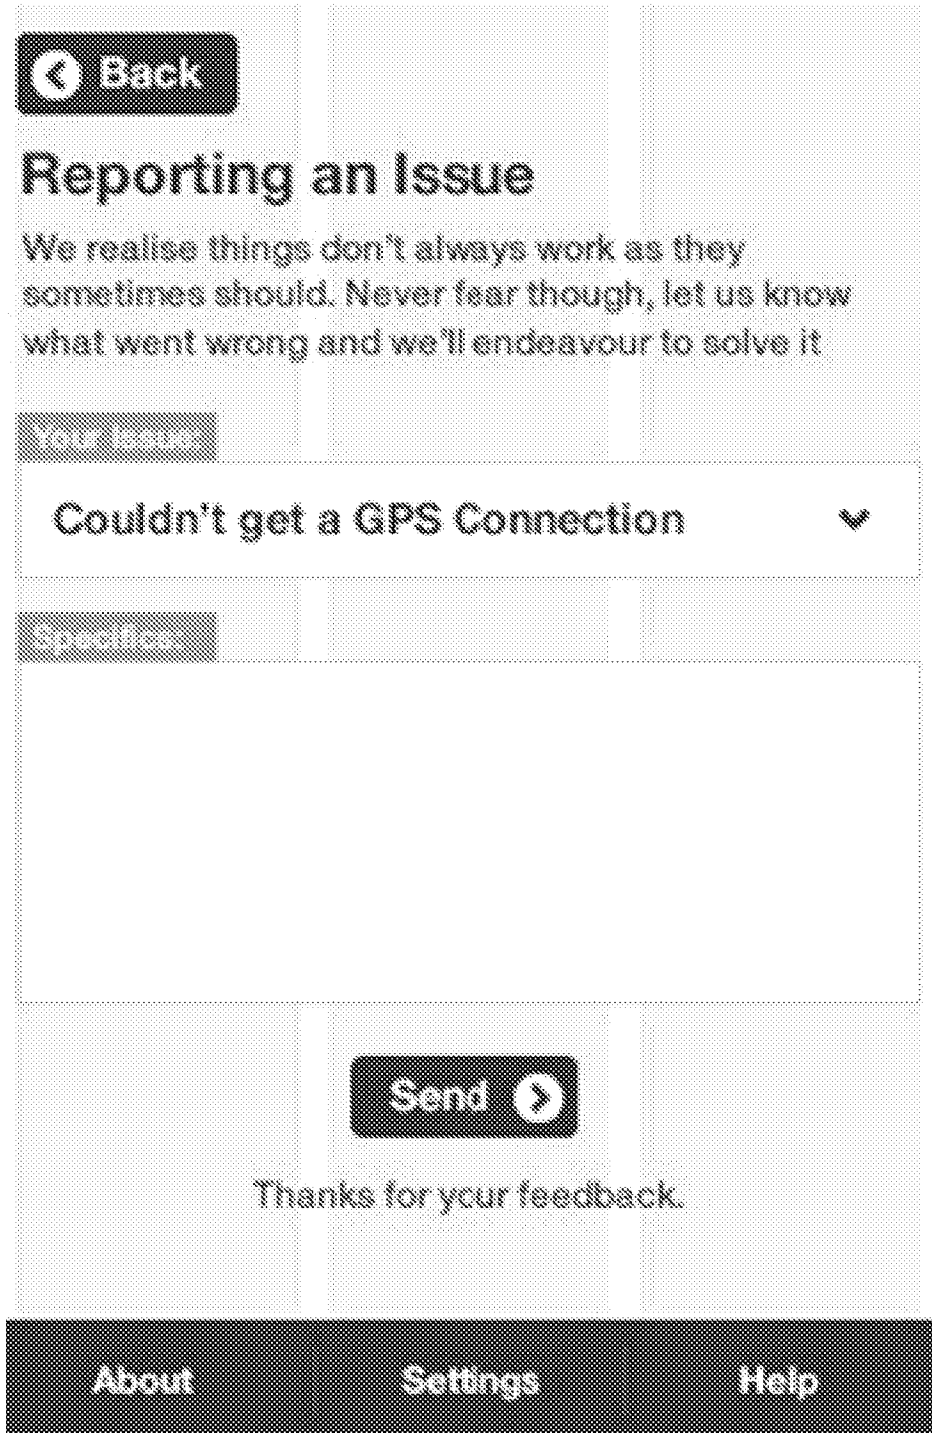 Back
Reporting an Issue
We realise things don't always work as they
sometimes should. Never fear though, let us know
what went wrong and we'll endeavour to solve it
Your Issue
Couldn't get a GPS Connection
Specifics
Send
Thanks for your feedback.
About Settings Help